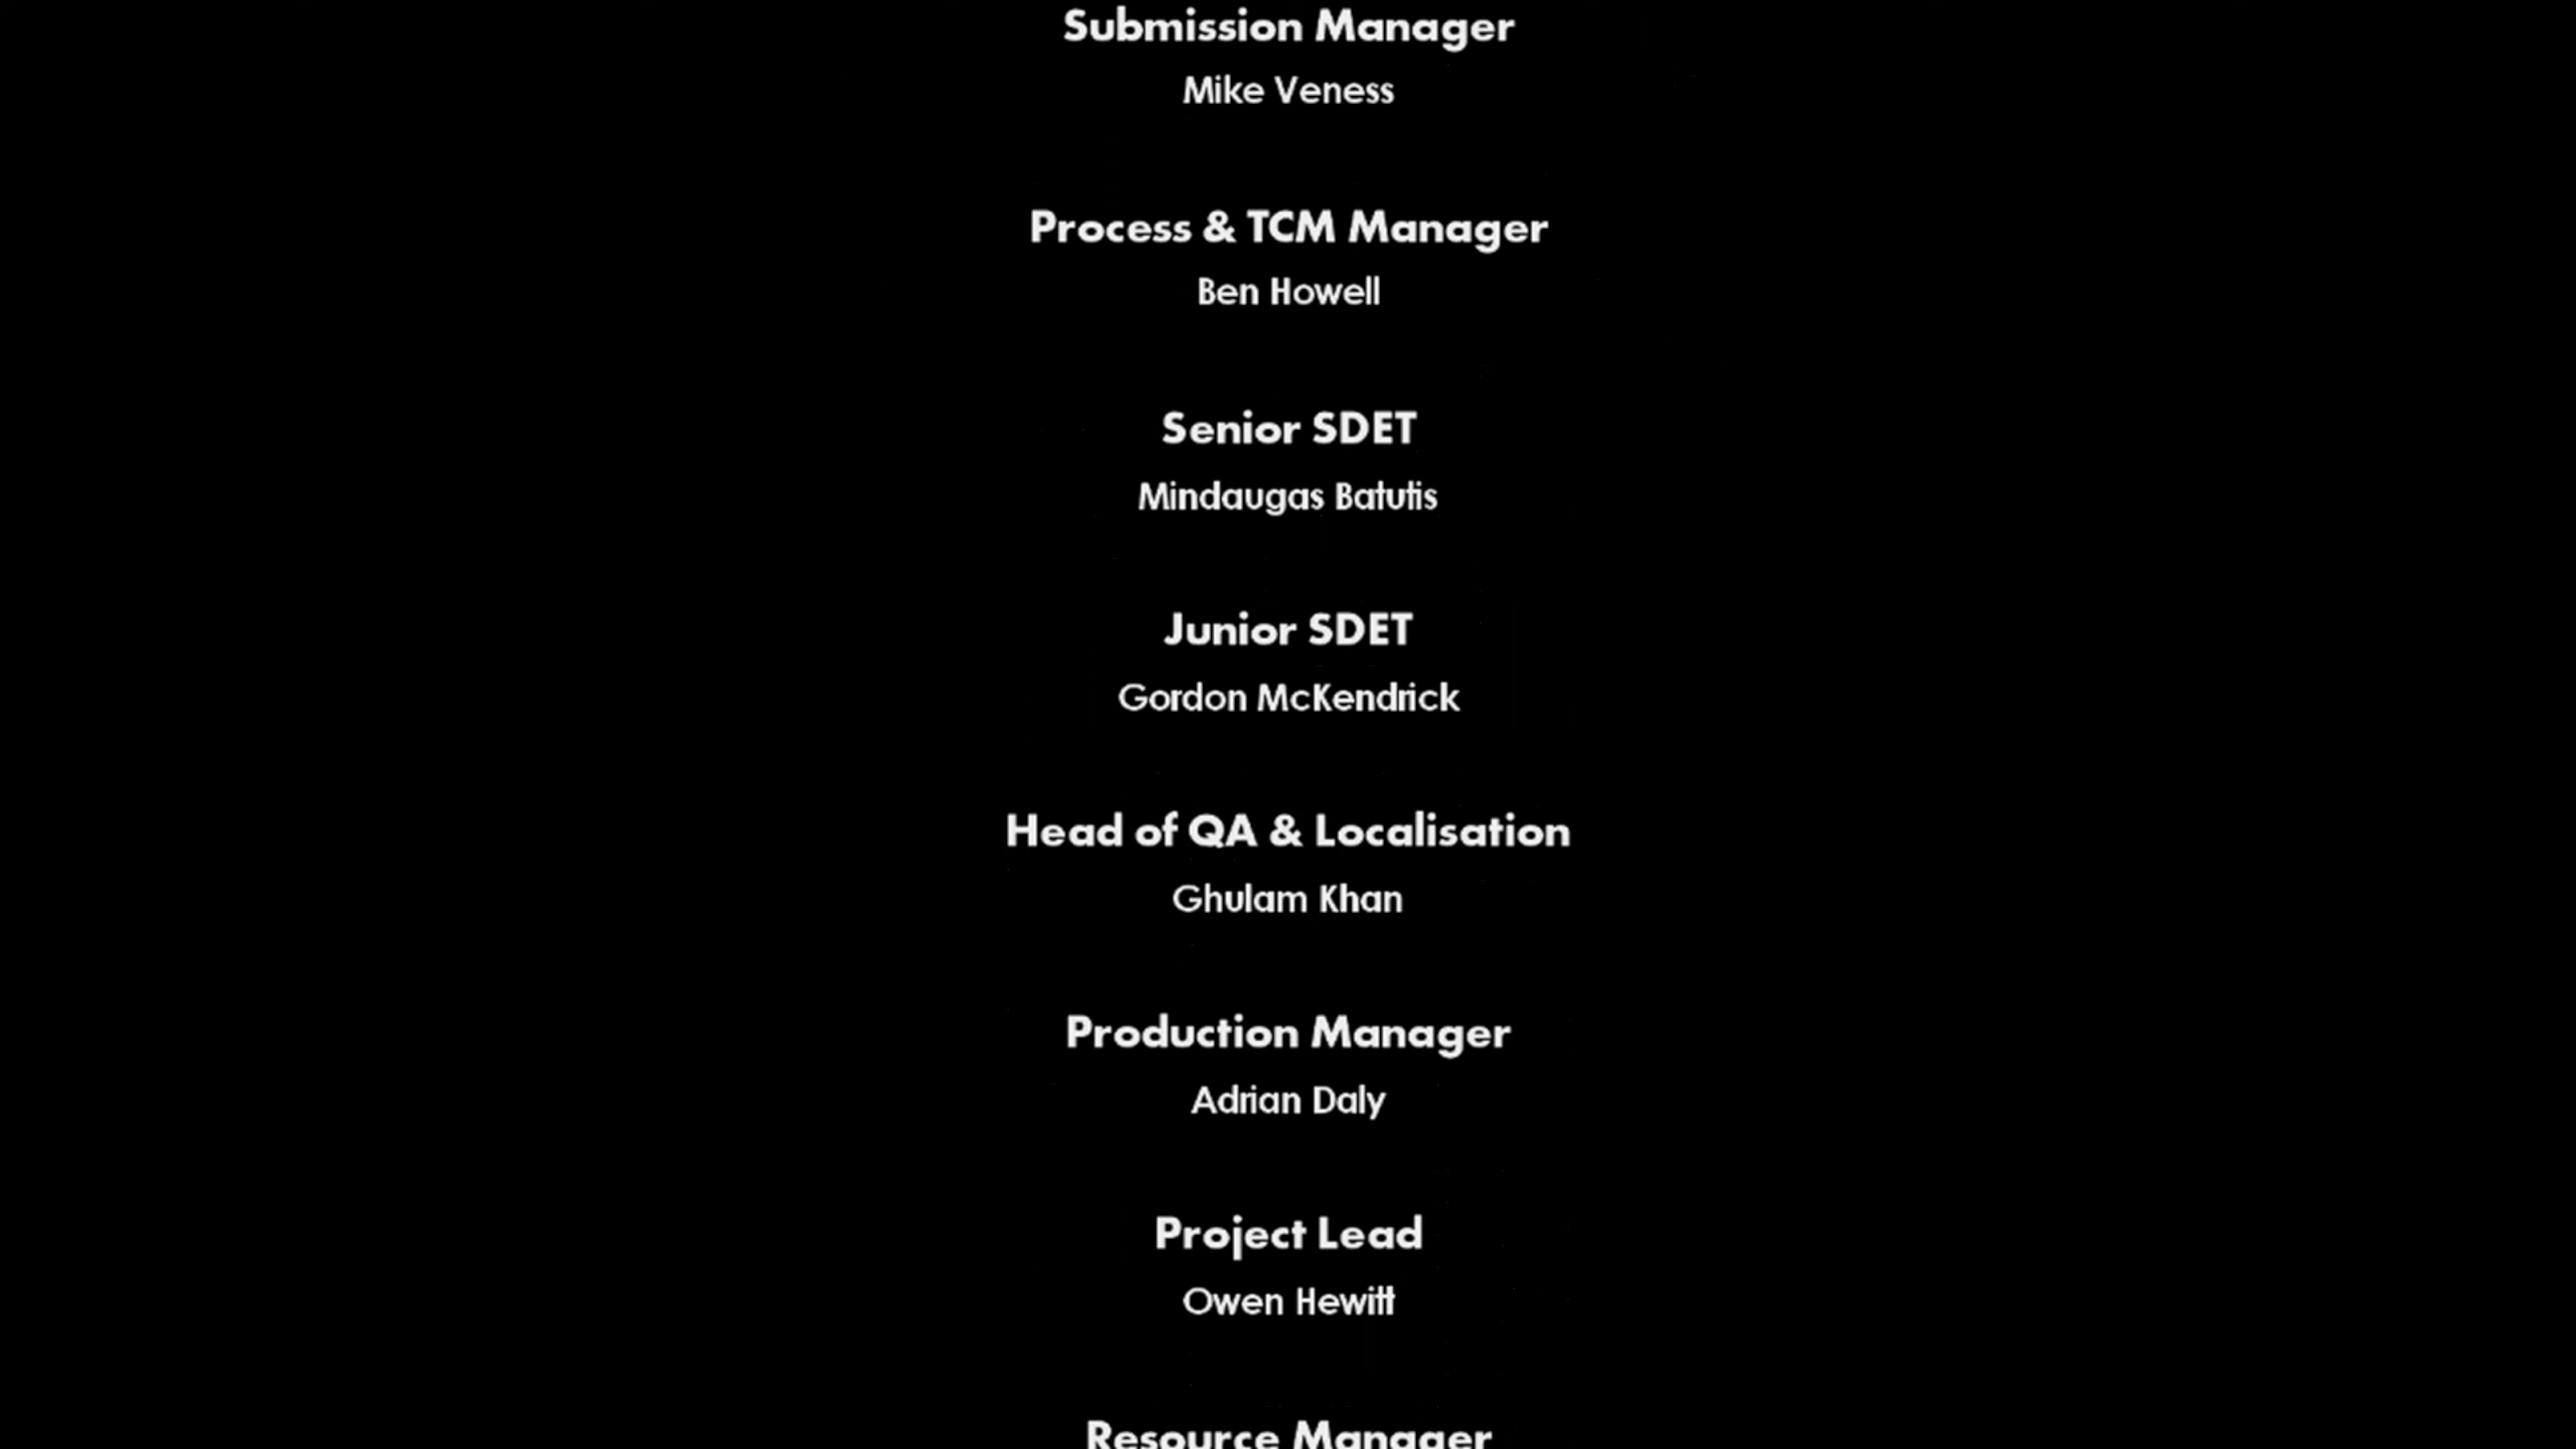 Submission Manager
Mike Veness
Process & TCM Manager
Ben Howell
Senior SDET
Mindaugas Batutis
Junior SDET
Gordon McKendrick
Head of QA & Localisation
Ghulam Khan
Production Manager
Adrian Daly
Project Lead
Owen Hewitt
Resource Manager